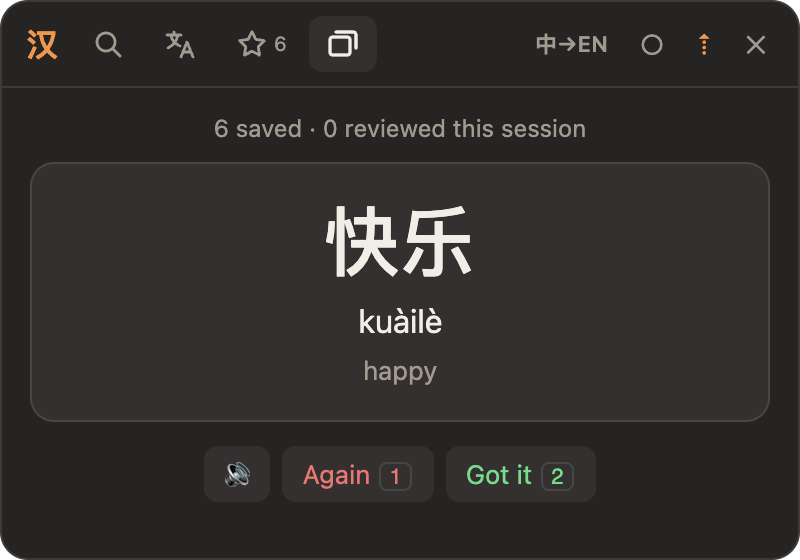 汉 6 中→EN
6 saved · 0 reviewed this session
快乐
kuàilè
happy
Again 1 Got it 2